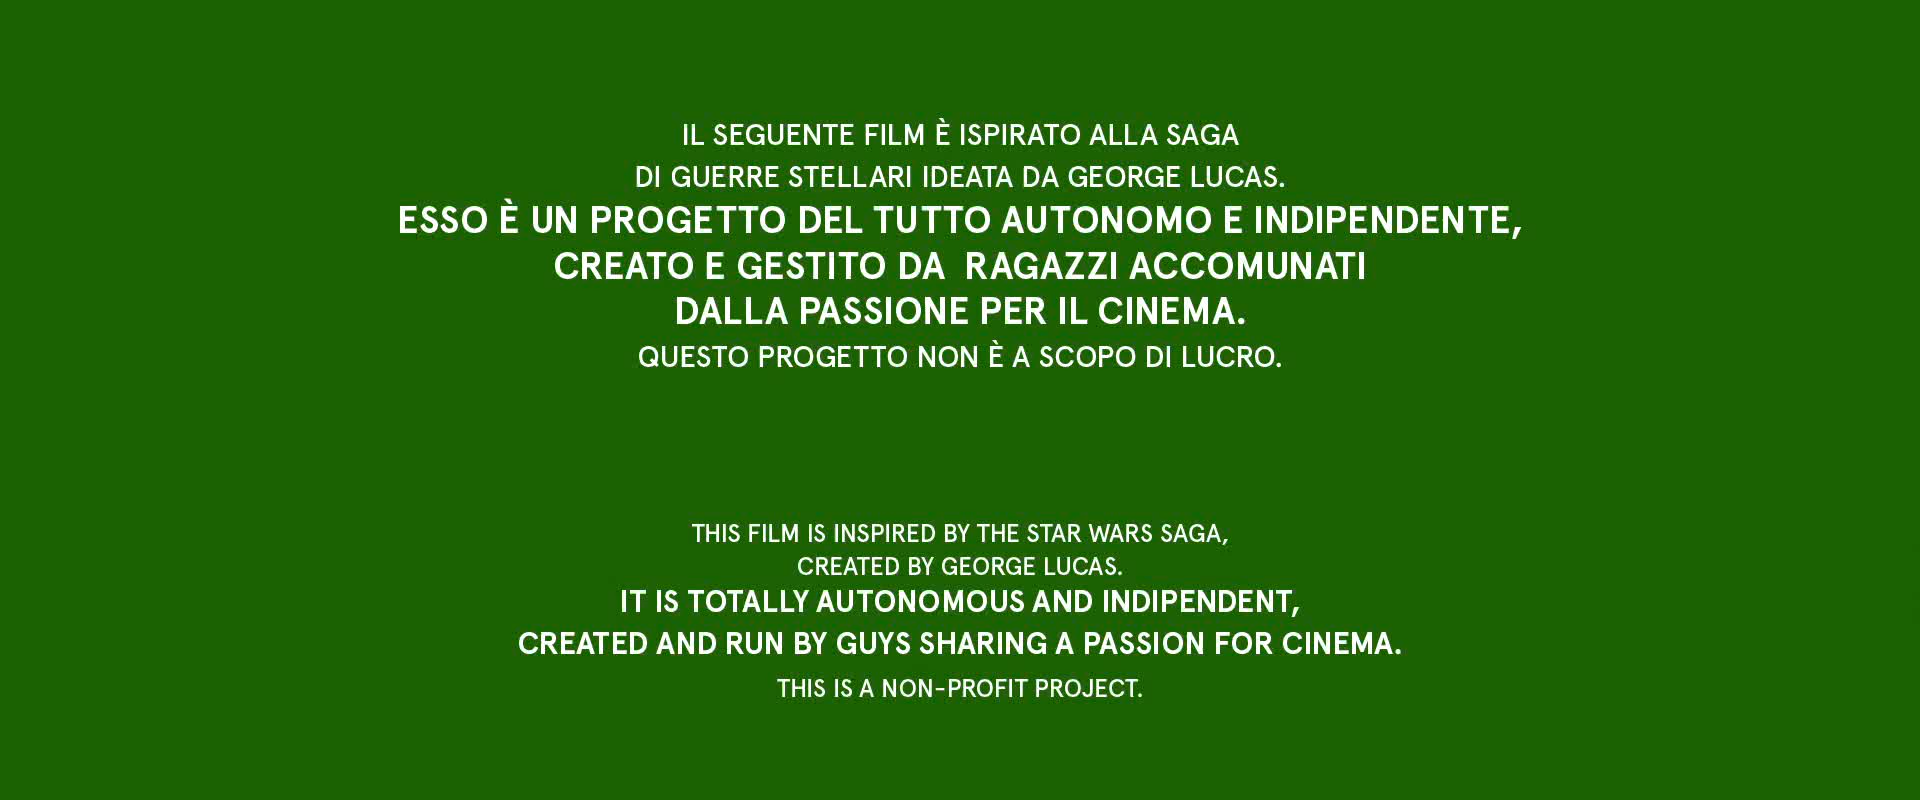 IL SEGUENTE FILM È ISPIRATO ALLA SAGA
DI GUERRE STELLARI IDEATA DA GEORGE LUCAS.
ESSO È UN PROGETTO DEL TUTTO AUTONOMO E INDIPENDENTE,
CREATO E GESTITO DA  RAGAZZI ACCOMUNATI
DALLA PASSIONE PER IL CINEMA.
QUESTO PROGETTO NON È A SCOPO DI LUCRO.
THIS FILM IS INSPIRED BY THE STAR WARS SAGA,
CREATED BY GEORGE LUCAS.
IT IS TOTALLY AUTONOMOUS AND INDIPENDENT,
CREATED AND RUN BY GUYS SHARING A PASSION FOR CINEMA.
THIS IS A NON-PROFIT PROJECT.